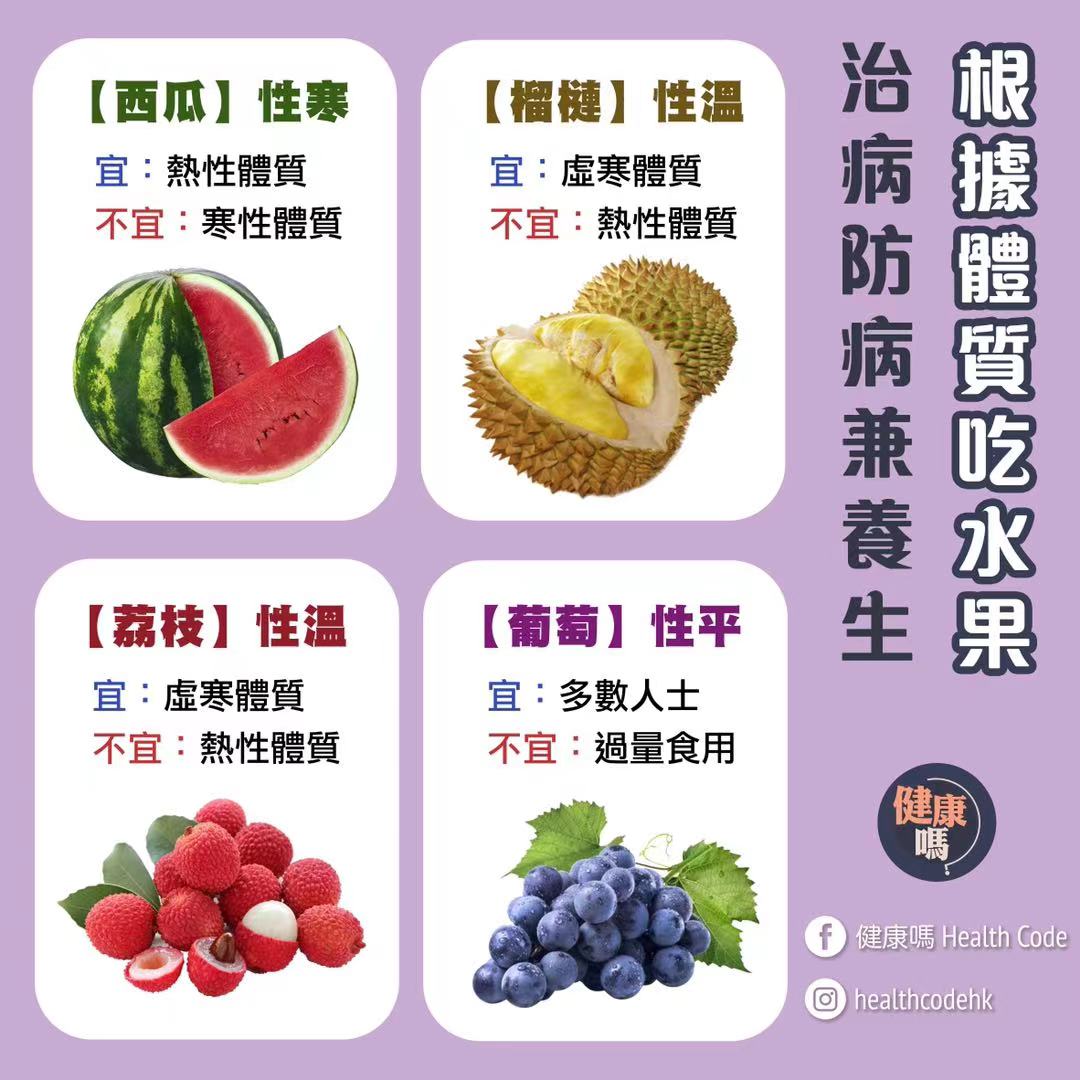 根據體質吃水果
治病防病兼養生
【西瓜】性寒
宜：熱性體質
不宜：寒性體質
【榴槤】性溫
宜：虛寒體質
不宜：熱性體質
【荔枝】性溫
宜：虛寒體質
不宜：熱性體質
【葡萄】性平
宜：多數人士
不宜：過量食用
健康
嗎
健康嗎 Health Code
healthcodehk